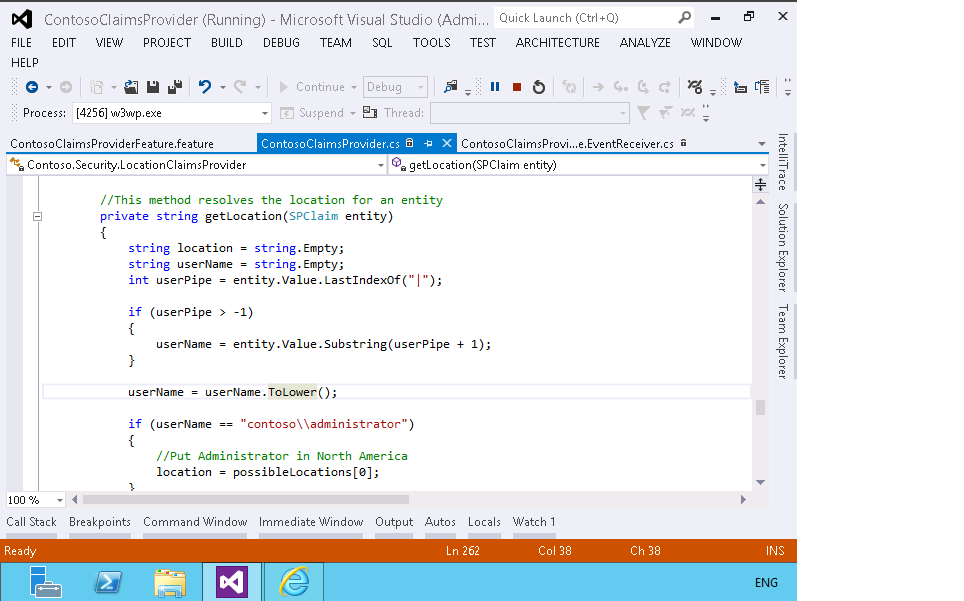 ContosoClaimsProvider (Running) - Microsoft Visual Studio (Admi... Quick Launch (Ctrl+Q)
FILE EDIT VIEW PROJECT BUILD DEBUG TEAM SQL TOOLS TEST ARCHITECTURE ANALYZE WINDOW
HELP
Continue Debug
Process: [4256] w3wp.exe Suspend Thread:
ContosoClaimsProviderFeature.feature ContosoClaimsProvider.cs ContosoClaimsProvi...e.EventReceiver.cs
Contoso.Security.LocationClaimsProvider getLocation(SPClaim entity)
//This method resolves the location for an entity
private string getLocation(SPClaim entity)
{
string location = string.Empty;
string userName = string.Empty;
int userPipe = entity.Value.LastIndexOf("|");
if (userPipe > -1)
{
userName = entity.Value.Substring(userPipe + 1);
}
userName = userName.ToLower();
if (userName == "contoso\\administrator")
{
//Put Administrator in North America
location = possibleLocations[0];
}
IntelliTrace
Solution Explorer
Team Explorer
100 %
Call Stack Breakpoints Command Window Immediate Window Output Autos Locals Watch 1
Ready Ln 262 Col 38 Ch 38 INS
ENG